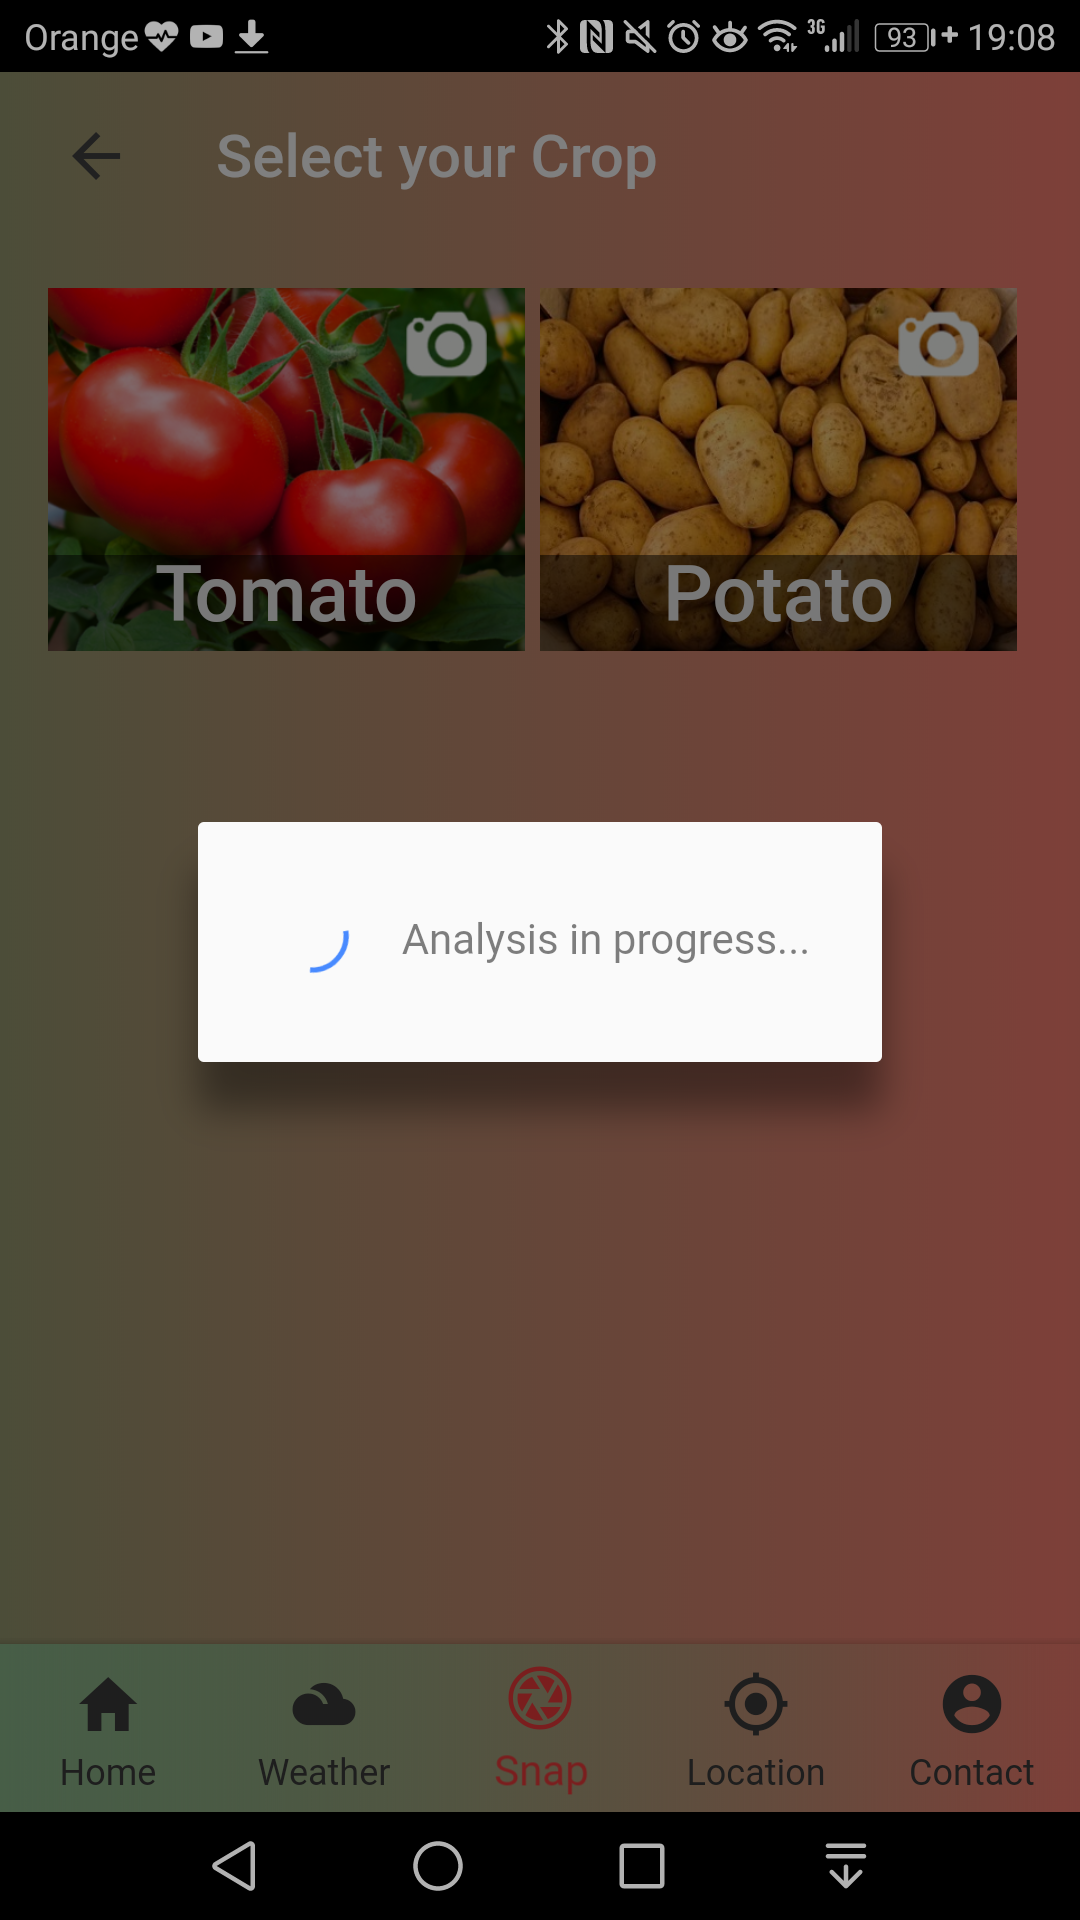 Orange 3G 93 19:08
Select your Crop
Tomato Potato
Analysis in progress...
Home Weather Snap Location Contact